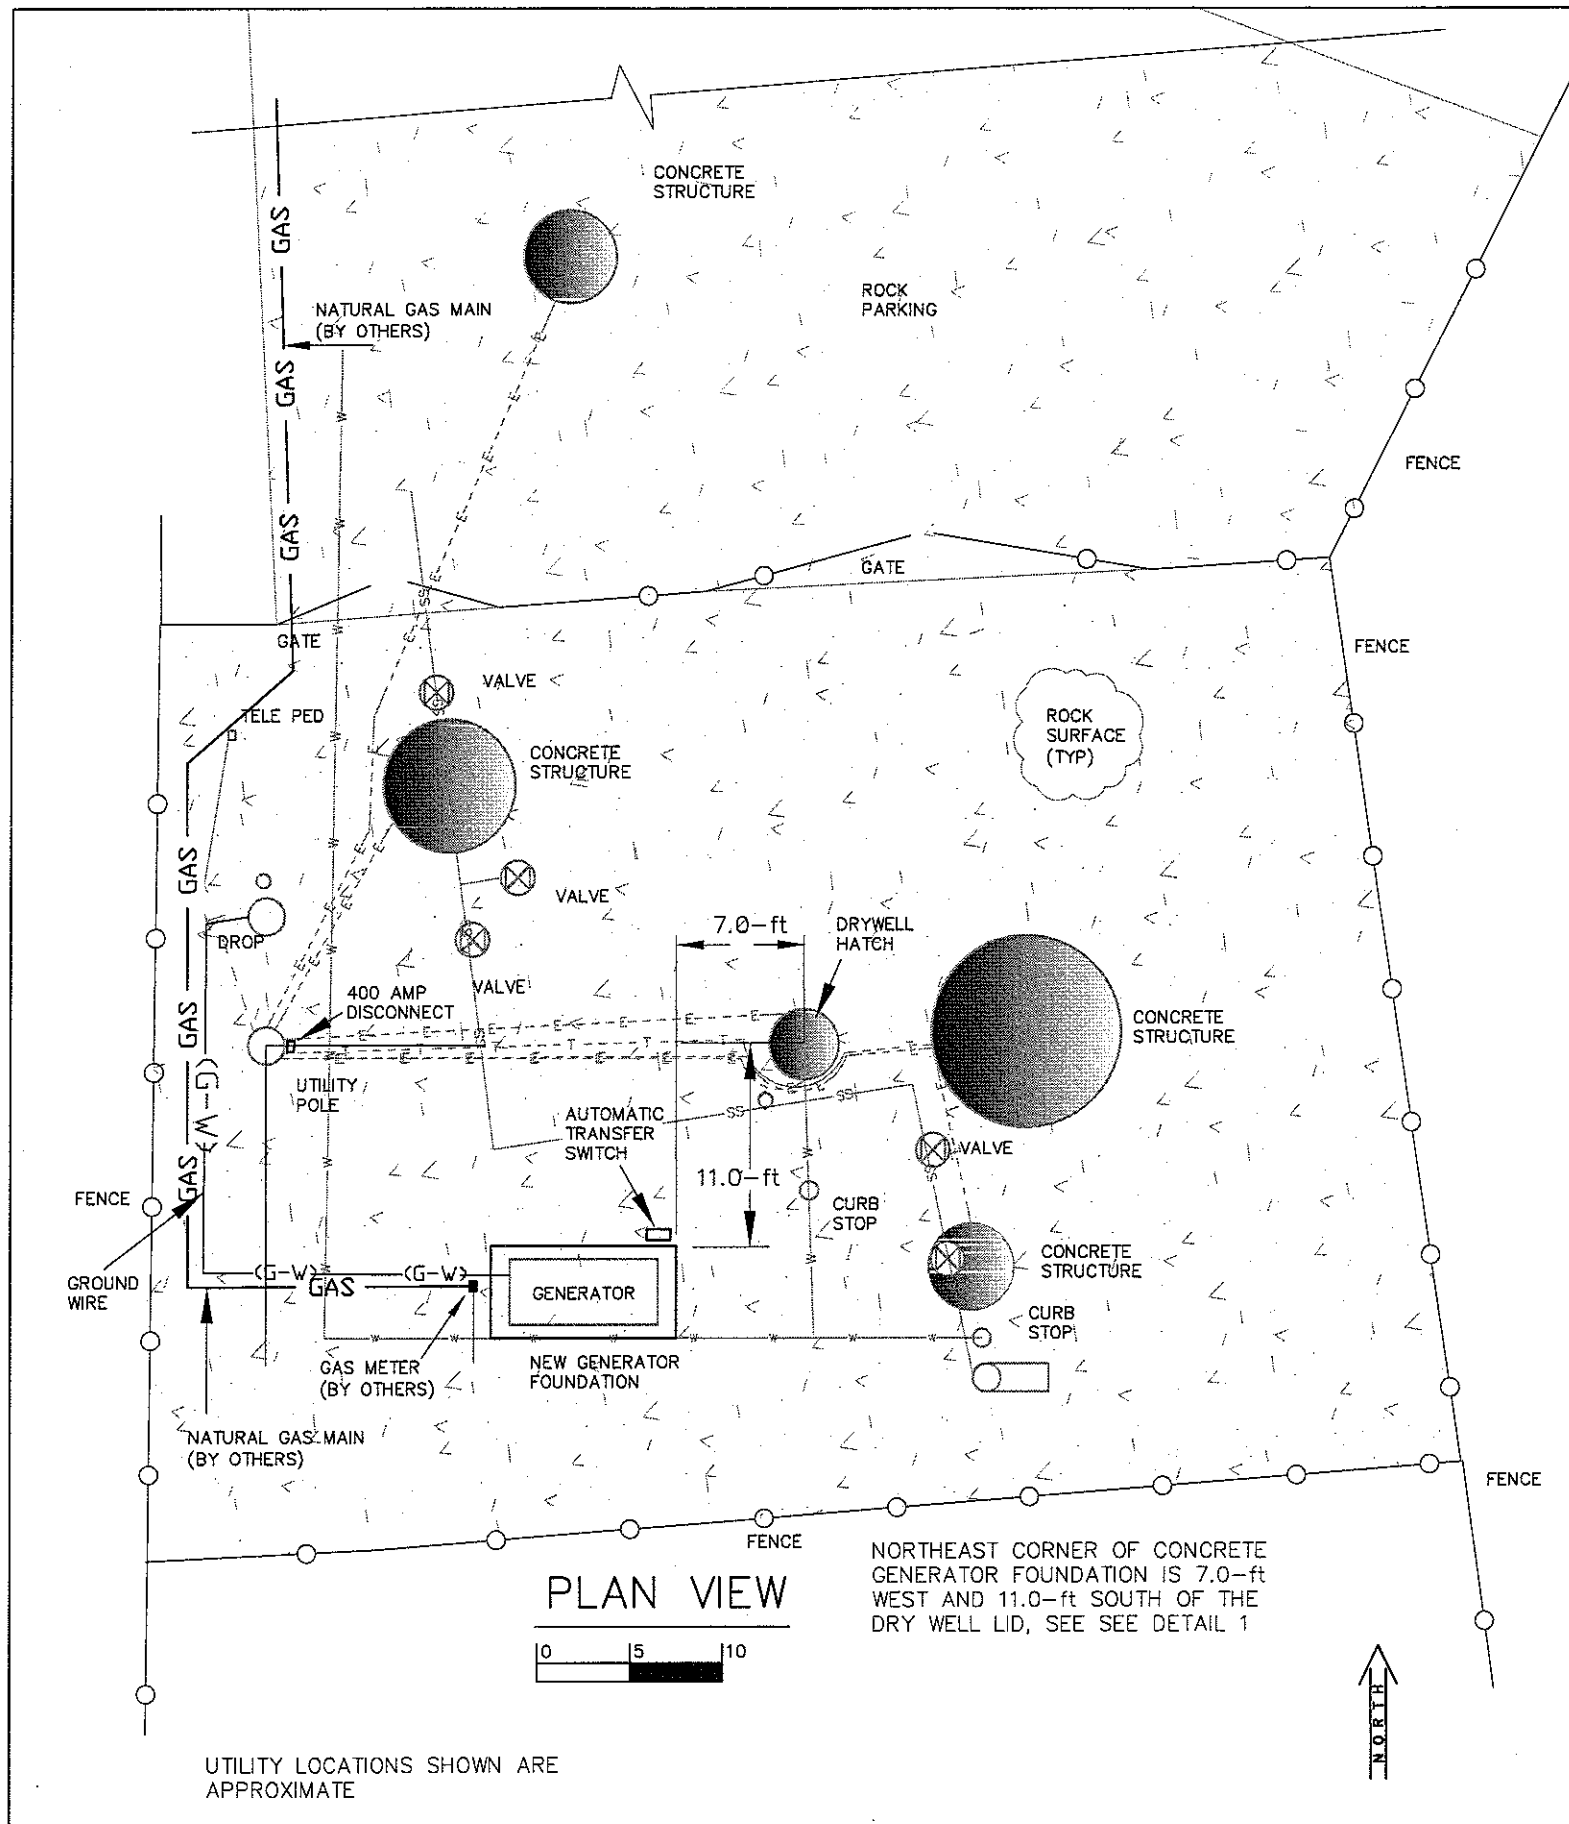 CONCRETE
STRUCTURE
GAS
NATURAL GAS MAIN
(BY OTHERS)
ROCK
PARKING
GAS
FENCE
GAS
GATE
GATE
FENCE
VALVE
TELE PED
ROCK
SURFACE
(TYP)
CONCRETE
STRUCTURE
GAS
VALVE
7.0-ft
DRYWELL
HATCH
DROP
VALVE
400 AMP
DISCONNECT
GAS
CONCRETE
STRUCTURE
(G-W)
UTILITY
POLE
AUTOMATIC
TRANSFER
SWITCH
VALVE
11.0-ft
GAS
FENCE
CURB
STOP
CONCRETE
STRUCTURE
GROUND
WIRE
(G-W)
GAS
(G-W)
GENERATOR
CURB
STOP
GAS METER
(BY OTHERS)
NEW GENERATOR
FOUNDATION
NATURAL GAS MAIN
(BY OTHERS)
FENCE
FENCE
NORTHEAST CORNER OF CONCRETE
GENERATOR FOUNDATION IS 7.0-ft
WEST AND 11.0-ft SOUTH OF THE
DRY WELL LID, SEE SEE DETAIL 1
PLAN VIEW
0 5 10
NORTH
UTILITY LOCATIONS SHOWN ARE
APPROXIMATE